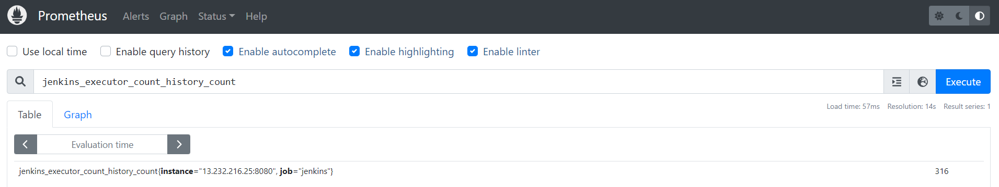 Prometheus Alerts Graph Status Help
Use local time Enable query history Enable autocomplete Enable highlighting Enable linter
jenkins_executor_count_history_count Execute
Table Graph Load time: 57ms Resolution: 14s Result series: 1
Evaluation time
jenkins_executor_count_history_count{instance="13.232.216.25:8080", job="jenkins"} 316